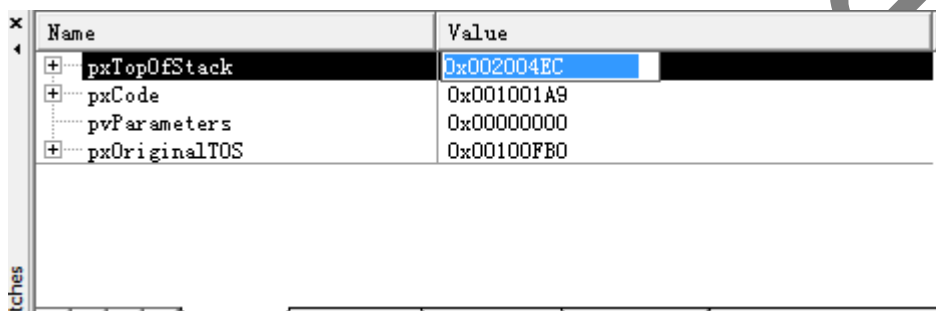 Name Value
pxTopOfStack 0x002004EC
pxCode 0x001001A9
pvParameters 0x00000000
pxOriginalTOS 0x00100FB0
tches